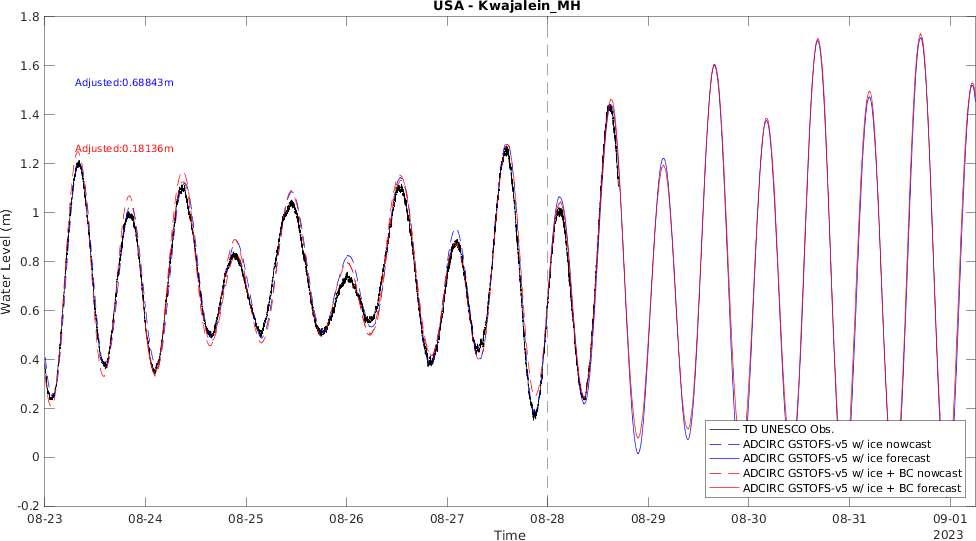 USA - Kwajalein_MH
1.8
1.6
1.4
1.2
1
0.8
0.6
0.4
0.2
0
-0.2
Water Level (m)
Adjusted:0.68843m
Adjusted:0.18136m
TD UNESCO Obs.
ADCIRC GSTOFS-v5 w/ ice nowcast
ADCIRC GSTOFS-v5 w/ ice forecast
ADCIRC GSTOFS-v5 w/ ice + BC nowcast
ADCIRC GSTOFS-v5 w/ ice + BC forecast
08-23 08-24 08-25 08-26 08-27 08-28 08-29 08-30 08-31 09-01
Time
2023